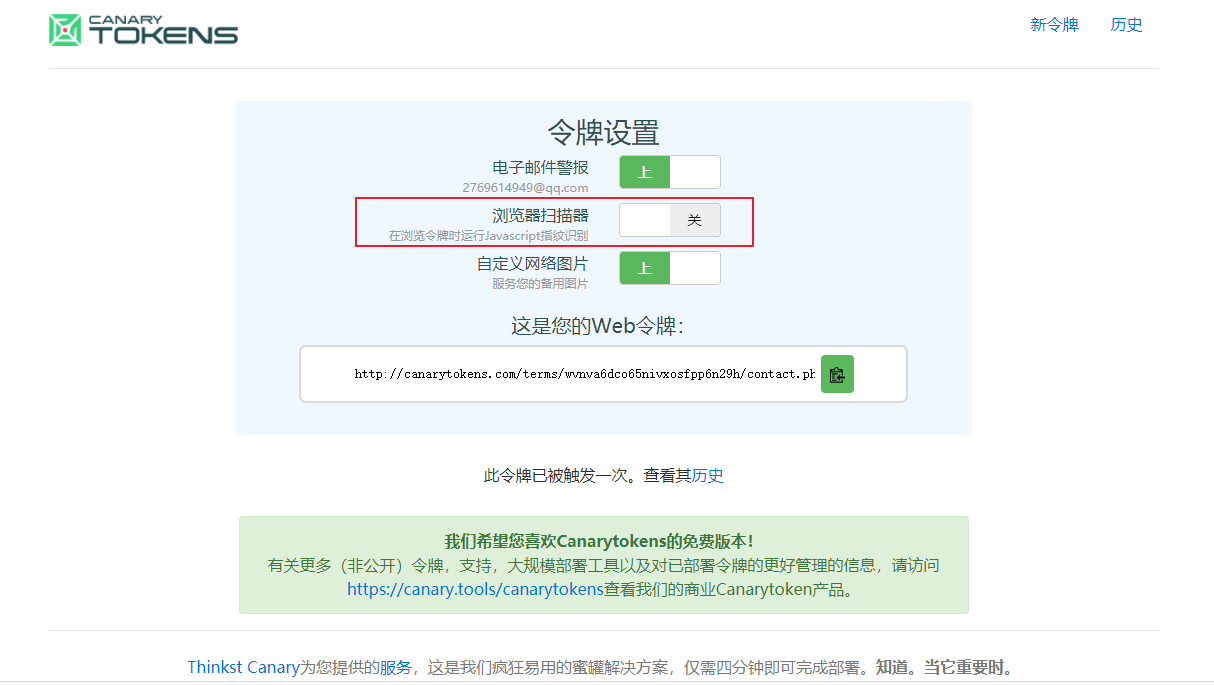 CANARY
TOKENS
新令牌 历史
令牌设置
电子邮件警报 上
2769614949@qq.com
浏览器扫描器 关
在浏览令牌时运行Javascript指纹识别
自定义网络图片 上
服务您的备用图片
这是您的Web令牌：
http://canarytokens.com/terms/wvnva6dco65nivxosfpp6n29h/contact.ph
此令牌已被触发一次。查看其历史
我们希望您喜欢Canarytokens的免费版本！
有关更多（非公开）令牌，支持，大规模部署工具以及对已部署令牌的更好管理的信息，请访问
https://canary.tools/canarytokens查看我们的商业Canarytoken产品。
Thinkst Canary为您提供的服务，这是我们疯狂易用的蜜罐解决方案，仅需四分钟即可完成部署。知道。当它重要时。